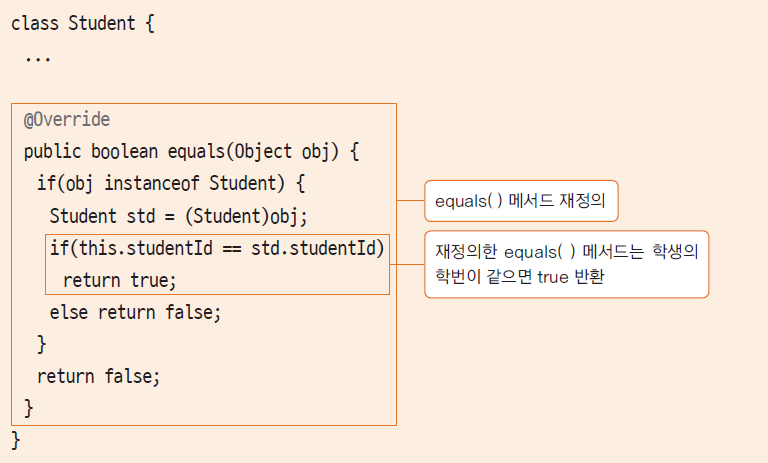 class Student {
...
@Override
public boolean equals(Object obj) {
if(obj instanceof Student) {
Student std = (Student)obj;
if(this.studentId == std.studentId)
return true;
else return false;
}
return false;
}
}
equals( ) 메서드 재정의
재정의한 equals( ) 메서드는 학생의
학번이 같으면 true 반환